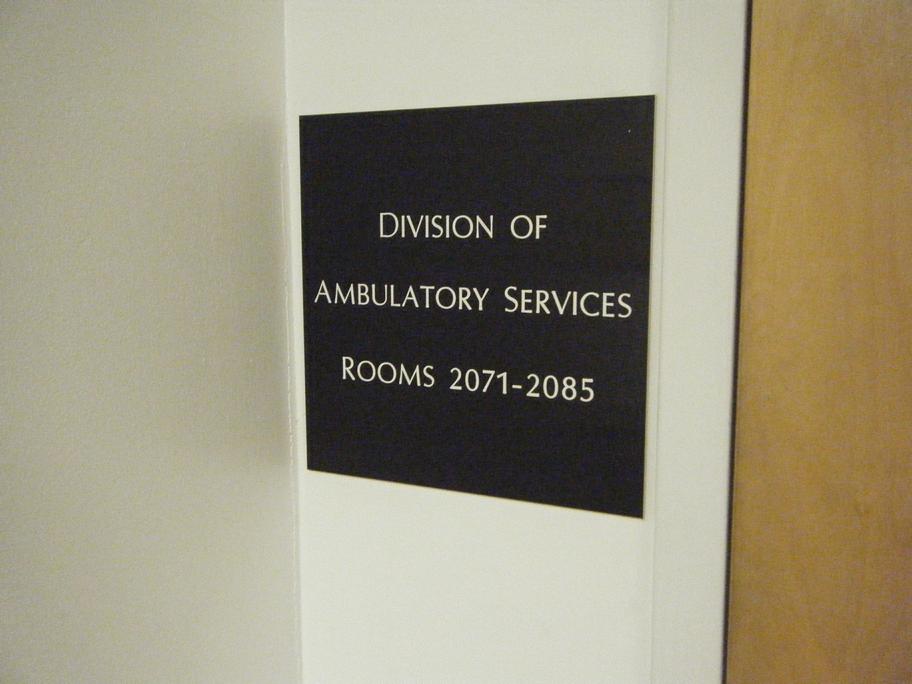 Division of
Ambulatory Services
Rooms 2071-2085